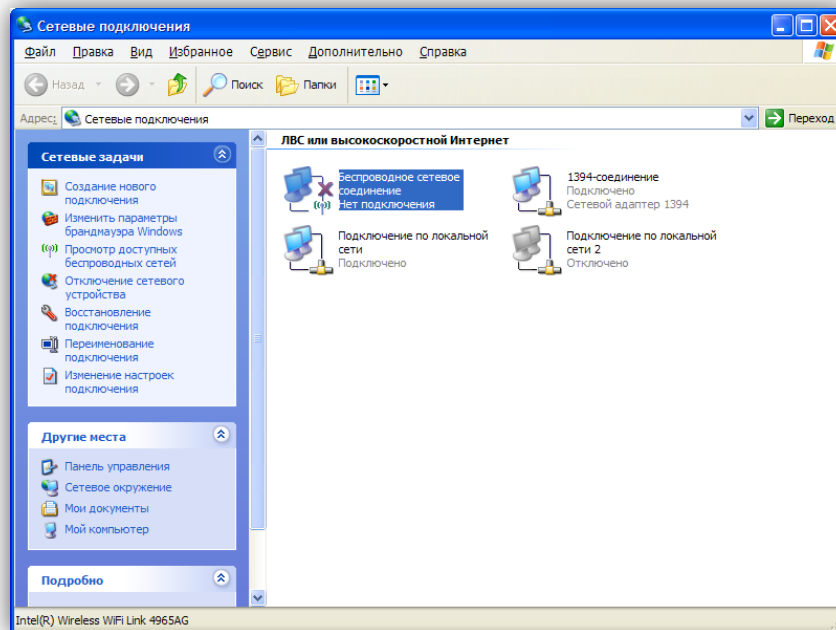 Сетевые подключения
Файл Правка Вид Избранное Сервис Дополнительно Справка
Назад Поиск Папки
Адрес: Сетевые подключения Переход
Сетевые задачи
Создание нового
подключения
Изменить параметры
брандмауэра Windows
Просмотр доступных
беспроводных сетей
Отключение сетевого
устройства
Восстановление
подключения
Переименование
подключения
Изменение настроек
подключения
Другие места
Панель управления
Сетевое окружение
Мои документы
Мой компьютер
Подробно
ЛВС или высокоскоростной Интернет
Беспроводное сетевое
соединение
Нет подключения
1394-соединение
Подключено
Сетевой адаптер 1394
Подключение по локальной
сети
Подключено
Подключение по локальной
сети 2
Отключено
Intel(R) Wireless WiFi Link 4965AG